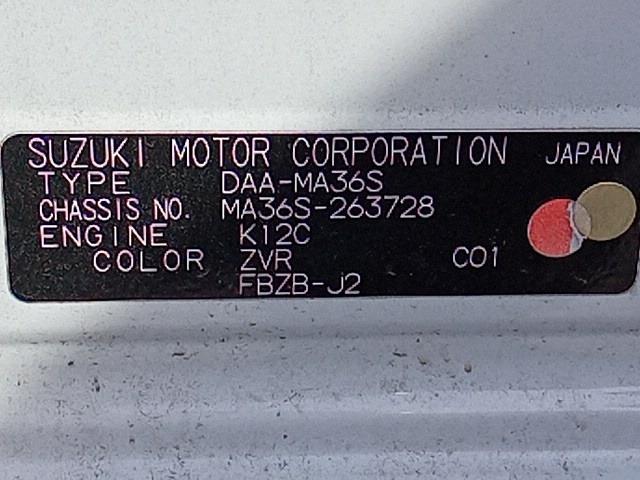 SUZUKI MOTOR CORPORATION JAPAN
TYPE DAA-MA36S
CHASSIS NO. MA36S-263728
ENGINE K12C
COLOR ZVR C01
FBZB-J2